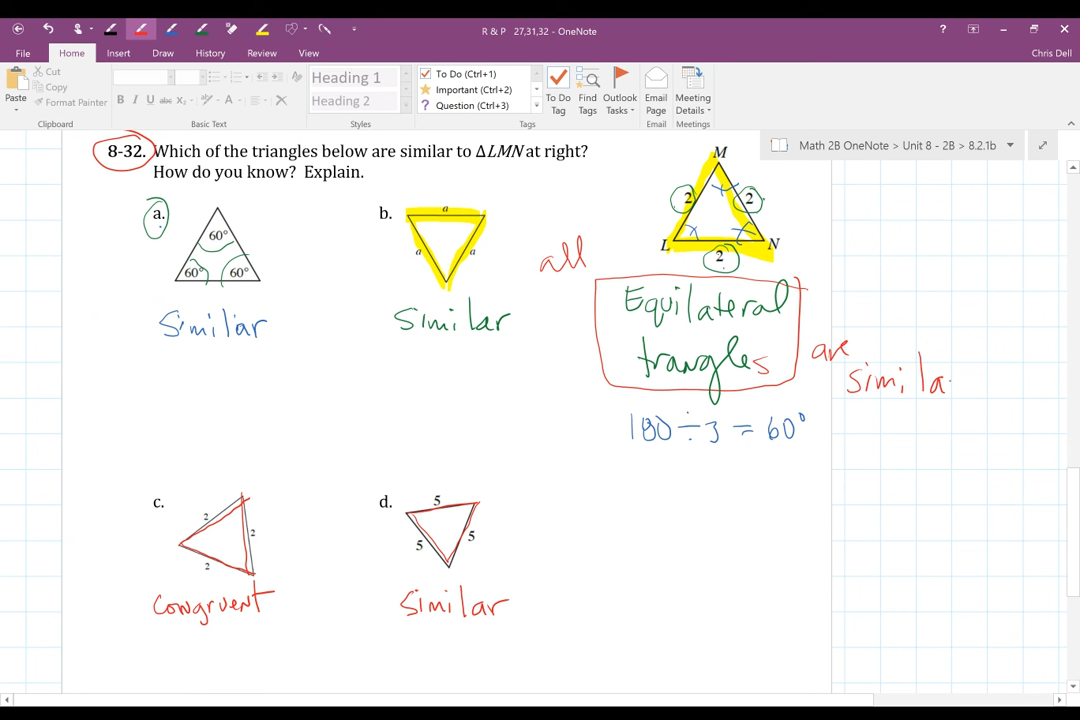 R & P 27,31,32 - OneNote
File Home Insert Draw History Review View
Chris Dell
Paste
Cut
Copy
Format Painter
Clipboard
B I U abc X₂ A
Basic Text
Heading 1
Heading 2
Styles
To Do (Ctrl+1)
Important (Ctrl+2)
Question (Ctrl+3)
To Do Tag
Find Tags
Outlook Tasks
Tags
Email Page
Email
Meeting Details
Meetings
Math 2B OneNote > Unit 8 - 2B > 8.2.1b
8-32. Which of the triangles below are similar to ΔLMN at right?
How do you know? Explain.
M
2 2
L N
2
a.
60°
60° 60°
Similar
b.
a
a a
Similar
all
Equilateral
trangles
are
simila
180 ÷ 3 = 60°
c.
2
2
2
Congruent
d.
5
5 5
Similar